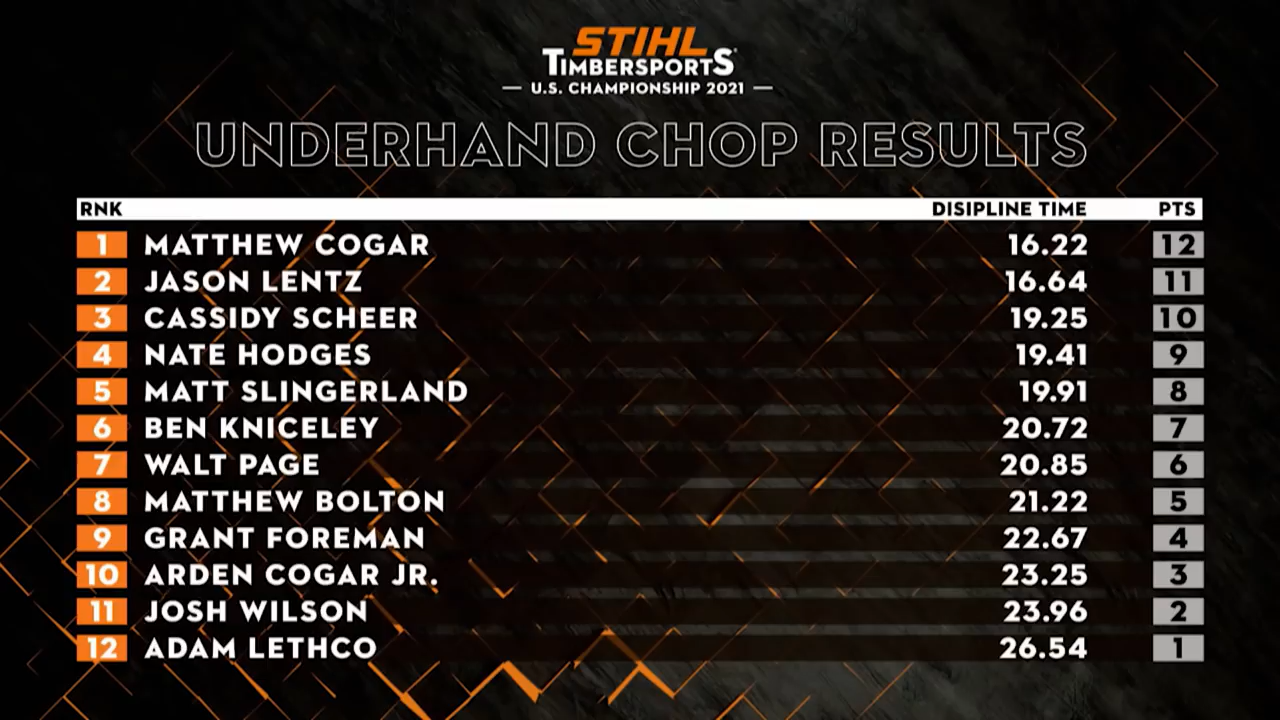 STIHL
TIMBERSPORTS
— U.S. CHAMPIONSHIP 2021 —
UNDERHAND CHOP RESULTS
RNK DISIPLINE TIME PTS
1 MATTHEW COGAR 16.22 12
2 JASON LENTZ 16.64 11
3 CASSIDY SCHEER 19.25 10
4 NATE HODGES 19.41 9
5 MATT SLINGERLAND 19.91 8
6 BEN KNICELEY 20.72 7
7 WALT PAGE 20.85 6
8 MATTHEW BOLTON 21.22 5
9 GRANT FOREMAN 22.67 4
10 ARDEN COGAR JR. 23.25 3
11 JOSH WILSON 23.96 2
12 ADAM LETHCO 26.54 1